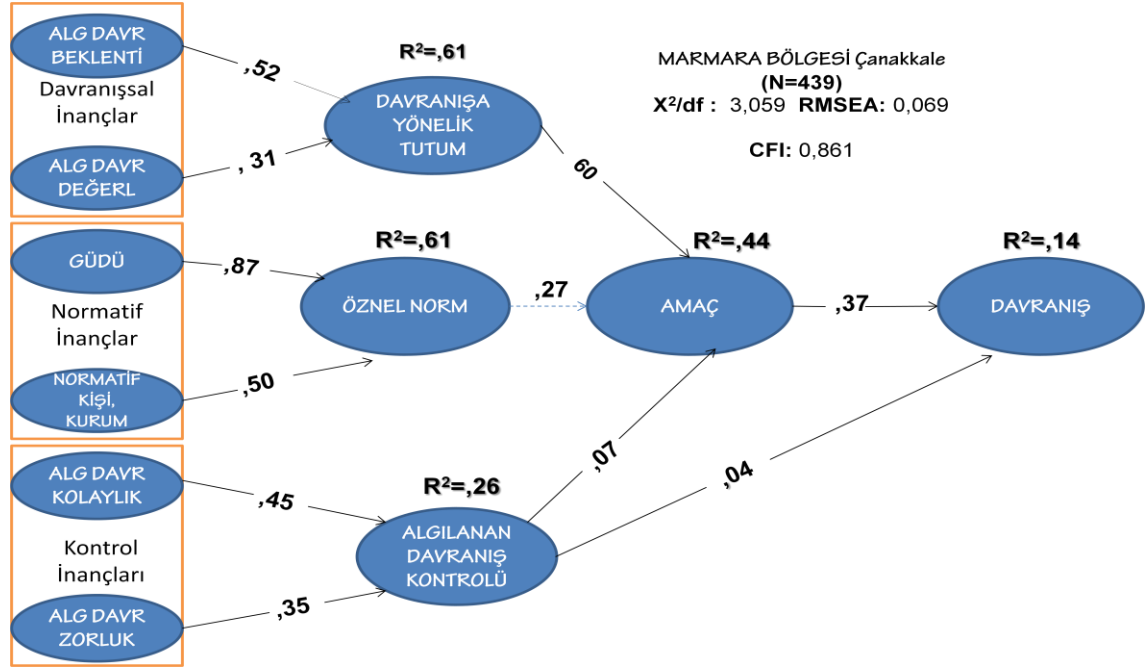 ALG DAVR
BEKLENTİ
Davranışsal
İnançlar
ALG DAVR
DEĞERL
,52
, 31
R²=,61
DAVRANIŞA
YÖNELİK
TUTUM
60
MARMARA BÖLGESİ Çanakkale
(N=439)
X²/df : 3,059 RMSEA: 0,069
CFI: 0,861
GÜDÜ
Normatif
İnançlar
NORMATİF
KİŞİ,
KURUM
,87
,50
R²=,61
ÖZNEL NORM
,27
R²=,44
AMAÇ
,37
R²=,14
DAVRANIŞ
ALG DAVR
KOLAYLIK
Kontrol
İnançları
ALG DAVR
ZORLUK
,45
,35
R²=,26
ALGILANAN
DAVRANIŞ
KONTROLÜ
,07
,04